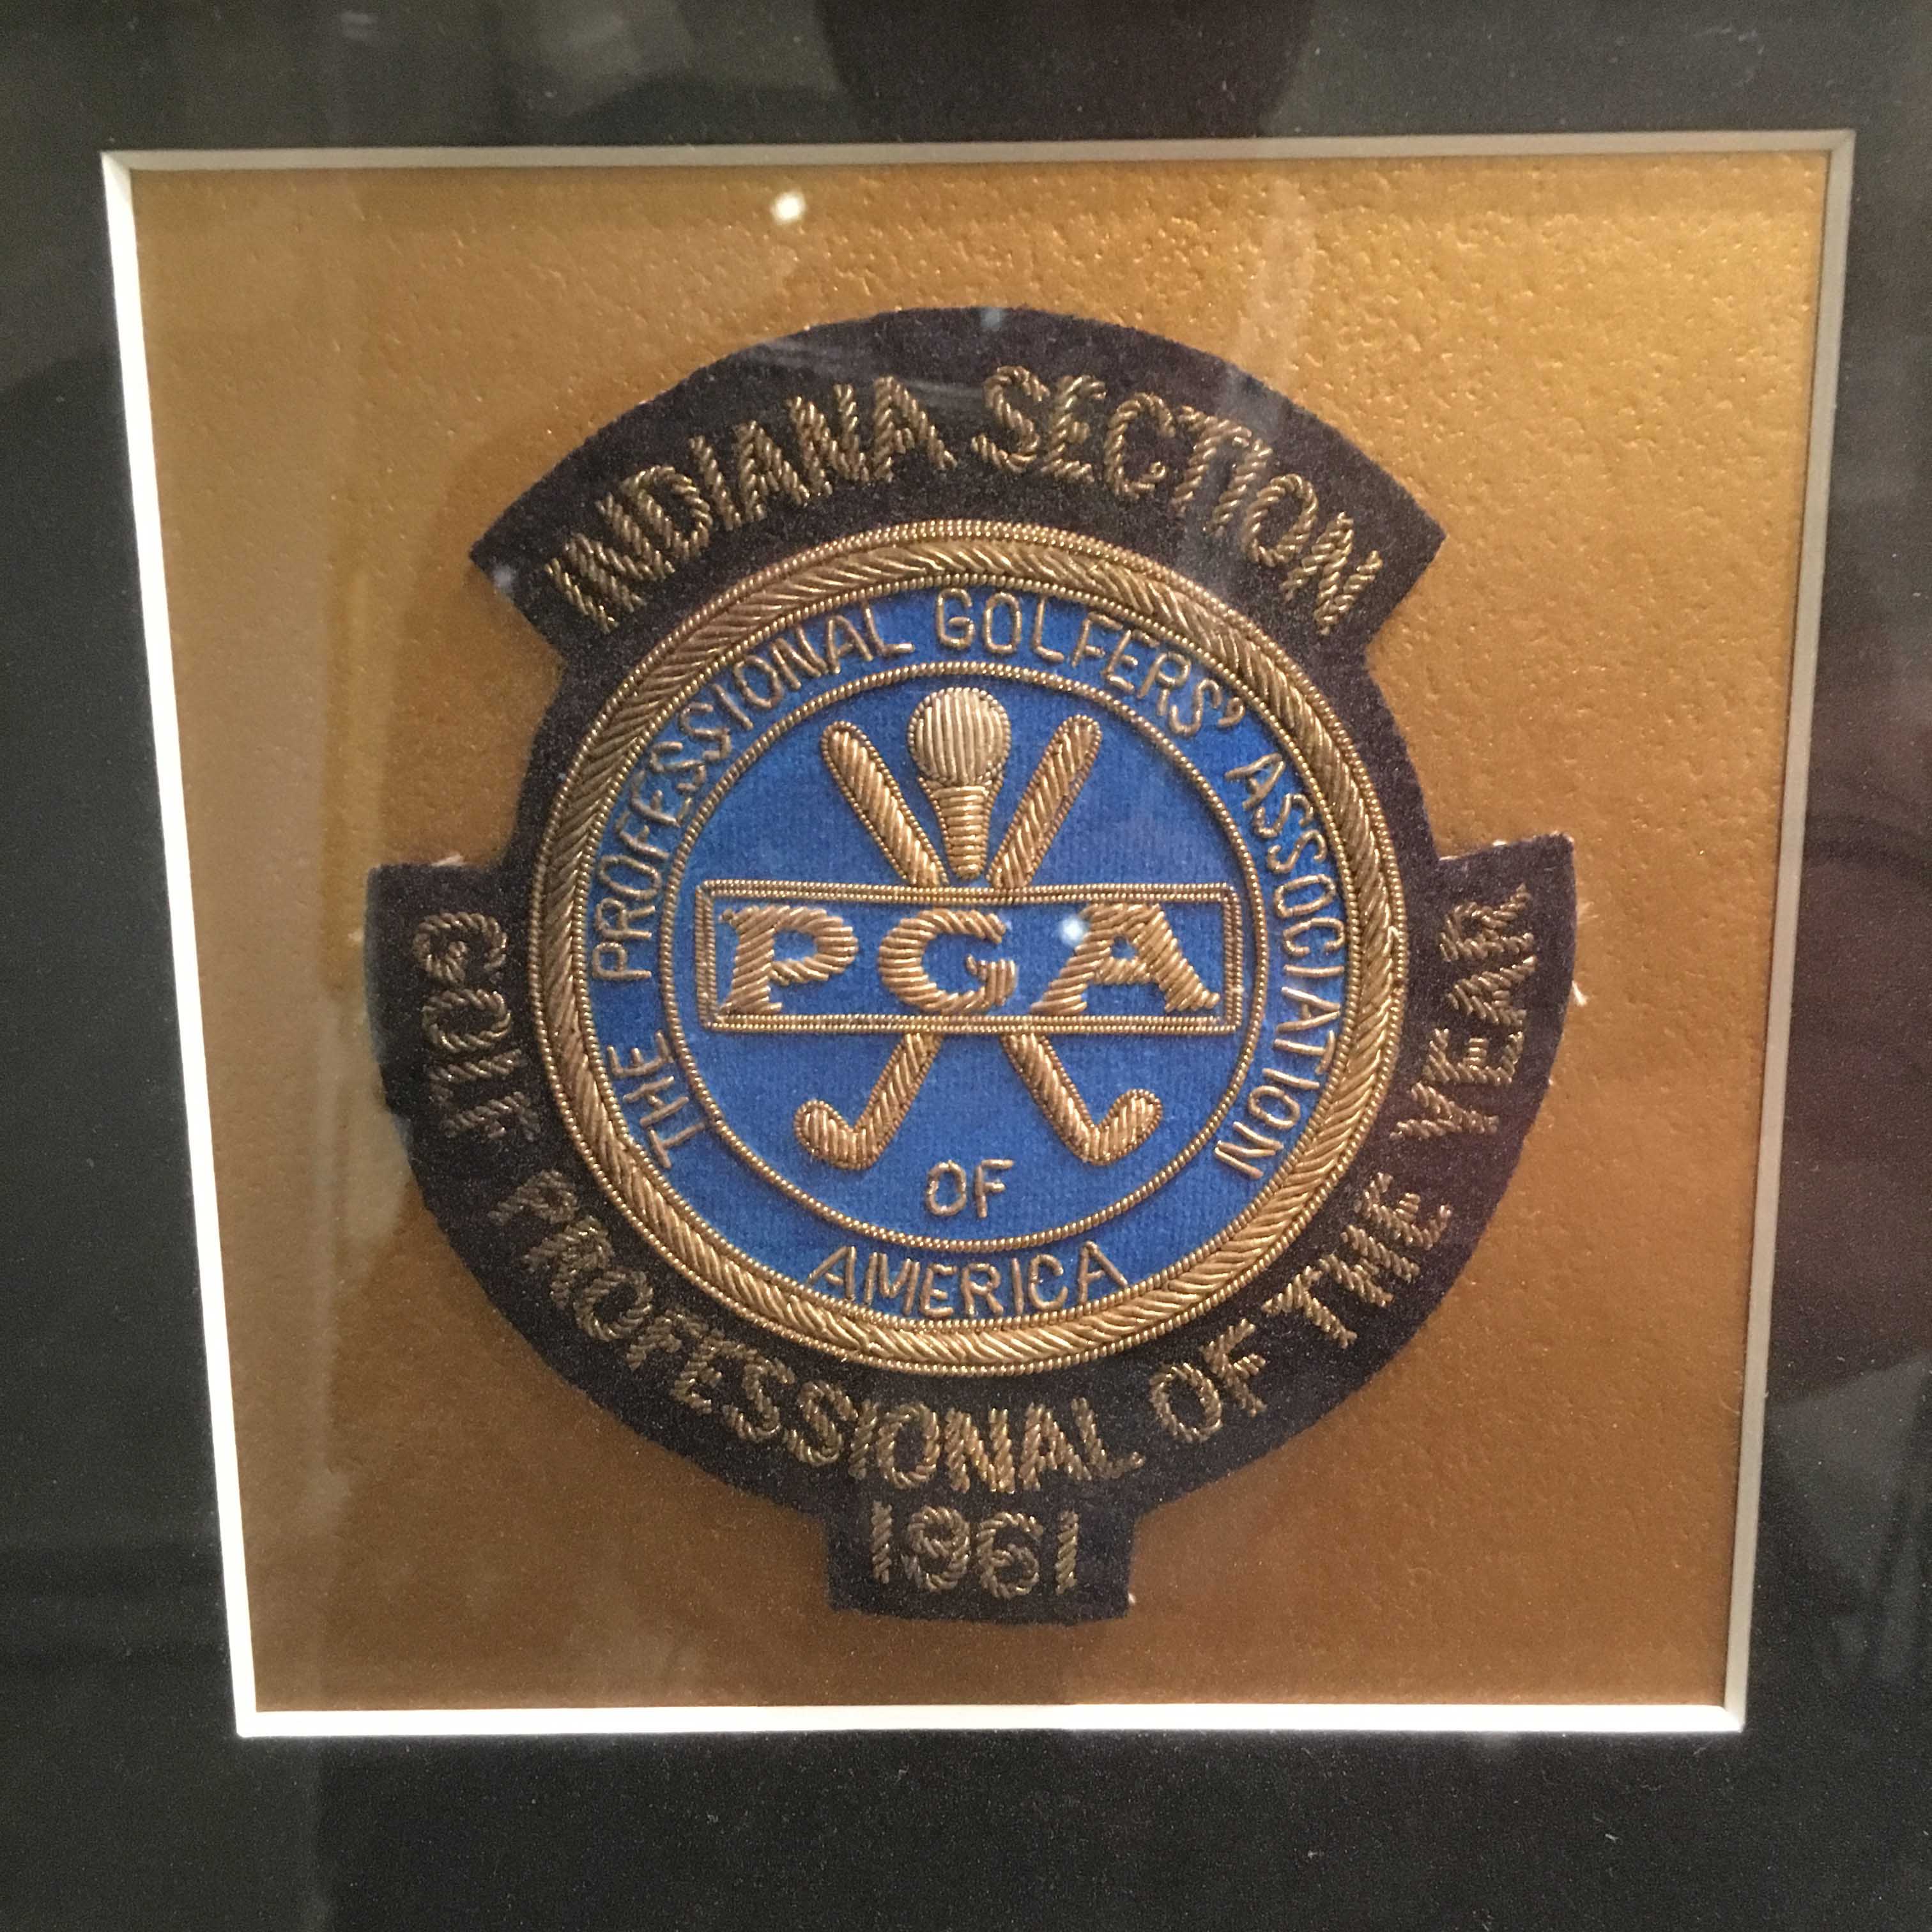 INDIANA SECTION
THE PROFESSIONAL GOLFERS' ASSOCIATION
PGA
OF
AMERICA
GOLF PROFESSIONAL OF THE YEAR
1961